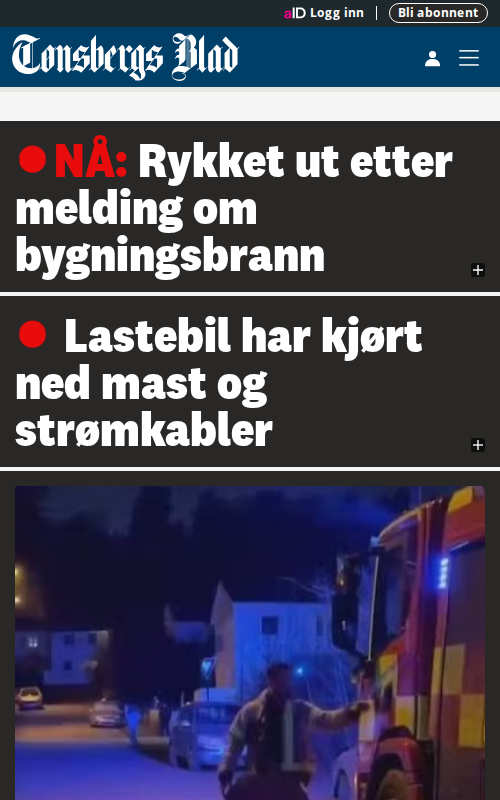 aID Logg inn
Bli abonnent
Tønsbergs Blad
NÅ: Rykket ut etter
melding om
bygningsbrann
Lastebil har kjørt
ned mast og
strømkabler